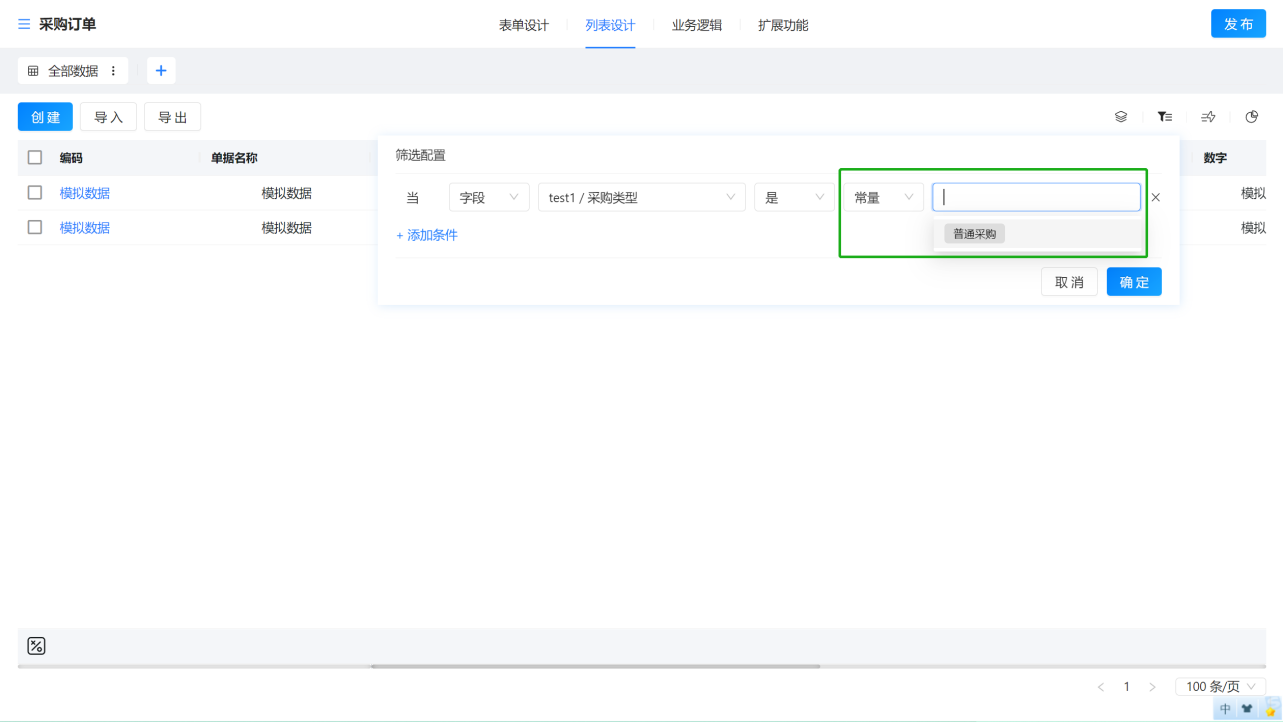 采购订单
表单设计 列表设计 业务逻辑 扩展功能
发布
全部数据
创建 导入 导出
编码 单据名称 数字
筛选配置
当 字段 test1 / 采购类型 是 常量
模拟数据 模拟数据 模拟
普通采购
模拟数据 模拟数据 模拟
+ 添加条件
取消 确定
1 100 条/页
中